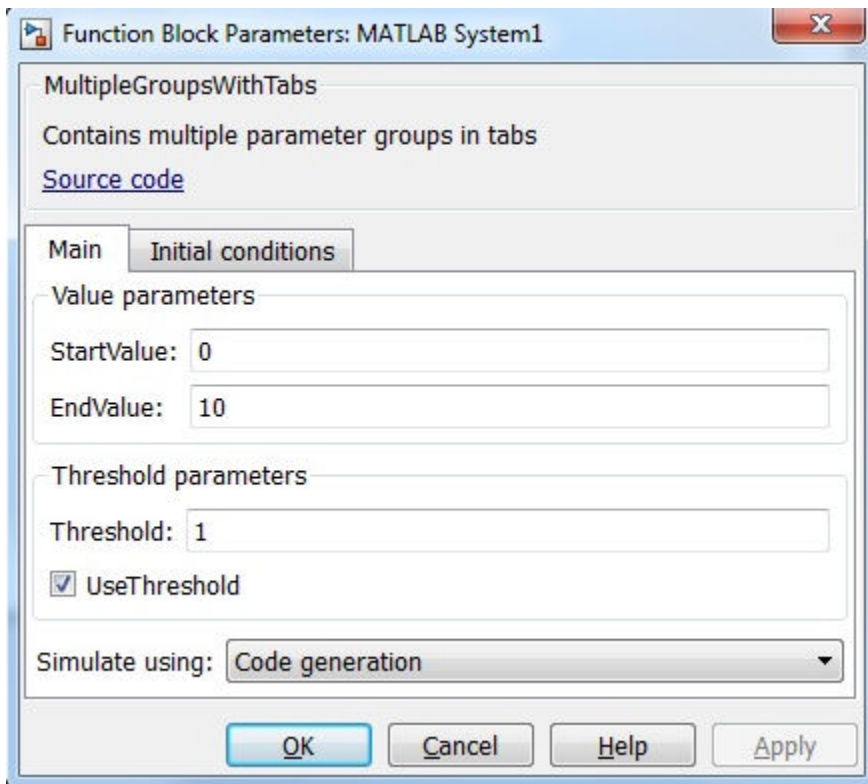 Function Block Parameters: MATLAB System1
MultipleGroupsWithTabs
Contains multiple parameter groups in tabs
Source code
Main Initial conditions
Value parameters
StartValue: 0
EndValue: 10
Threshold parameters
Threshold: 1
UseThreshold
Simulate using: Code generation
OK Cancel Help Apply